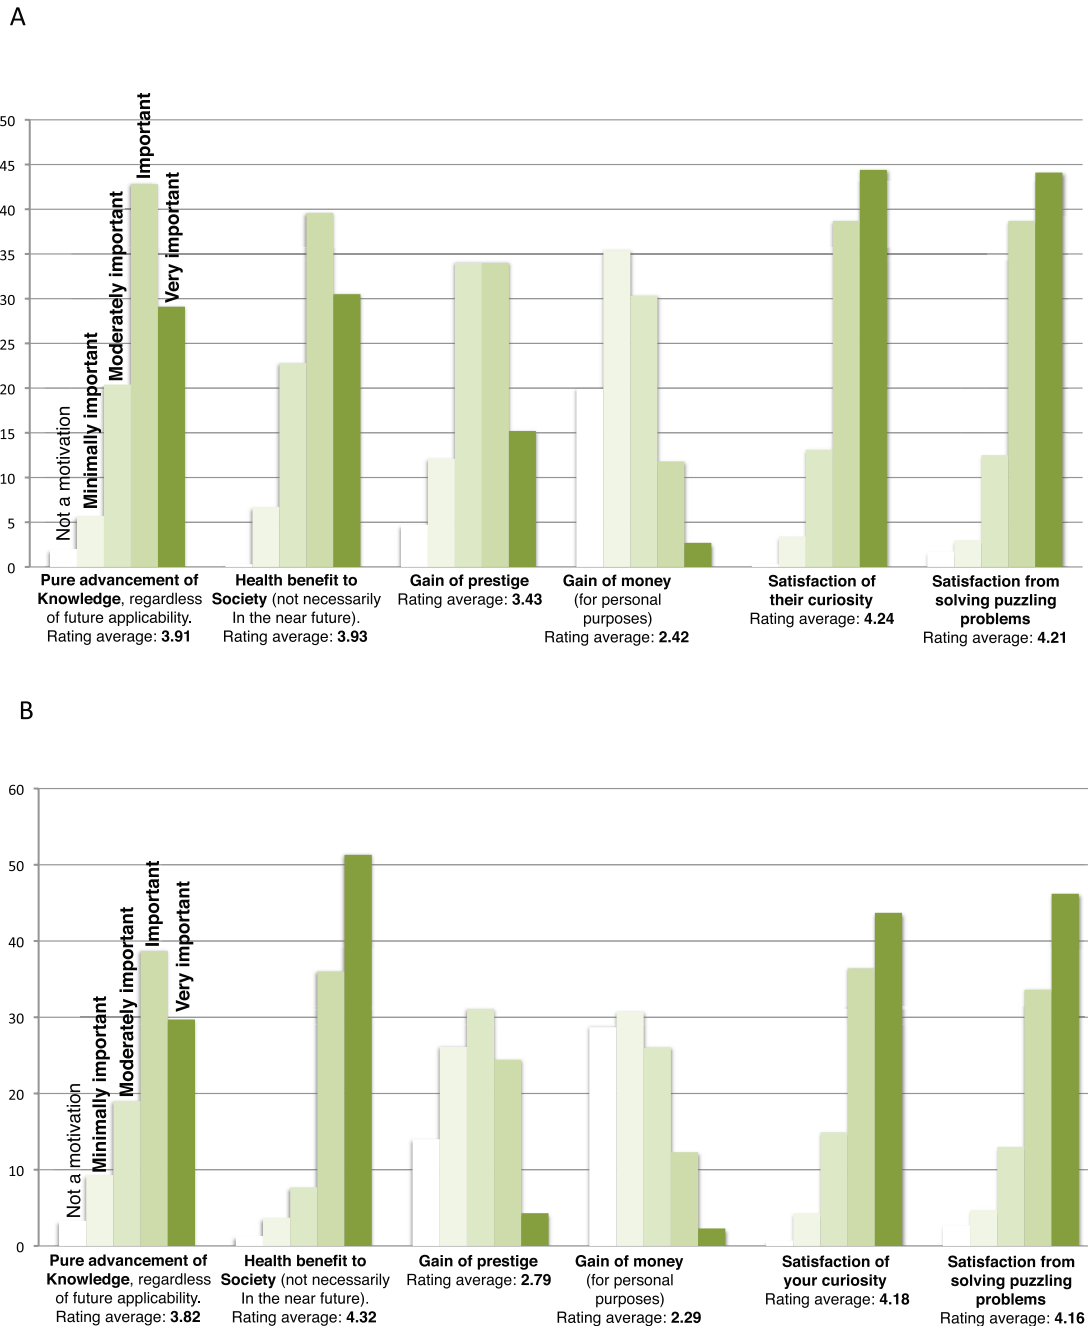 A
50
45
40
35
30
25
20
15
10
5
0
Not a motivation
Minimally important
Moderately important
Important
Very important
Pure advancement of
Knowledge, regardless
of future applicability.
Rating average: 3.91
Health benefit to
Society (not necessarily
In the near future).
Rating average: 3.93
Gain of prestige
Rating average: 3.43
Gain of money
(for personal
purposes)
Rating average: 2.42
Satisfaction of
their curiosity
Rating average: 4.24
Satisfaction from
solving puzzling
problems
Rating average: 4.21
B
60
50
40
30
20
10
0
Not a motivation
Minimally important
Moderately important
Important
Very important
Pure advancement of
Knowledge, regardless
of future applicability.
Rating average: 3.82
Health benefit to
Society (not necessarily
In the near future).
Rating average: 4.32
Gain of prestige
Rating average: 2.79
Gain of money
(for personal
purposes)
Rating average: 2.29
Satisfaction of
your curiosity
Rating average: 4.18
Satisfaction from
solving puzzling
problems
Rating average: 4.16